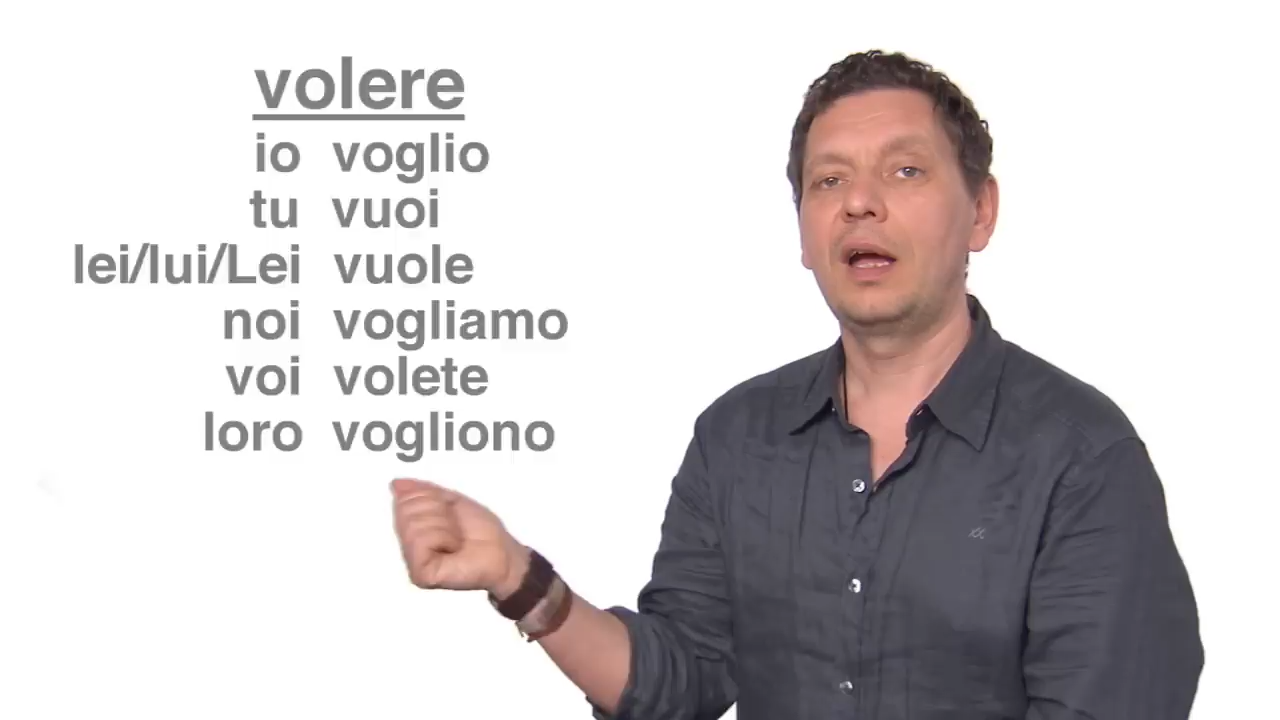 volere
io voglio
tu vuoi
lei/lui/Lei vuole
noi vogliamo
voi volete
loro vogliono